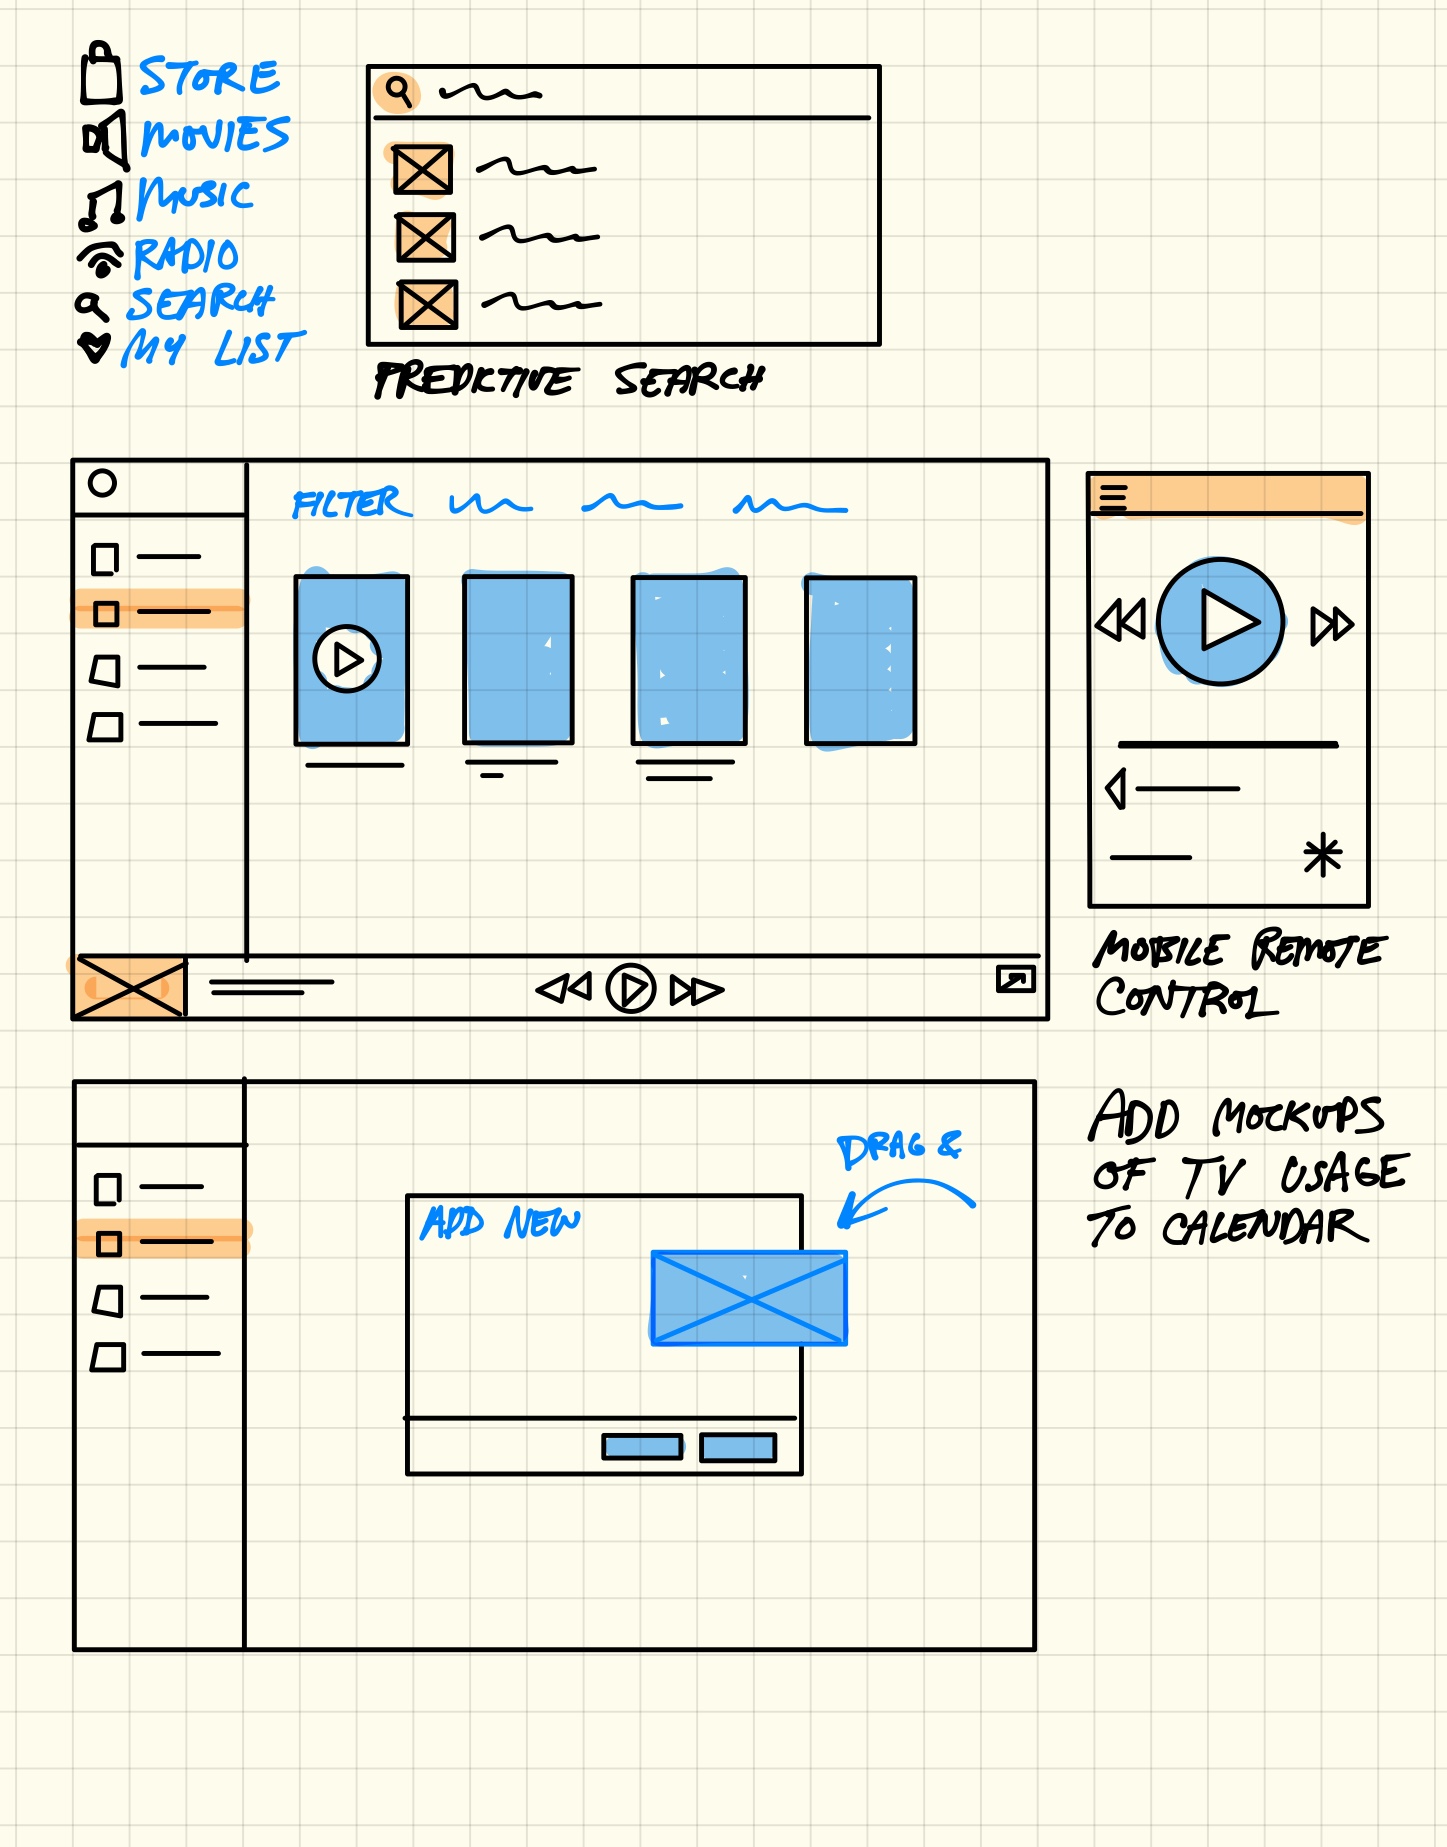 STORE
MOVIES
MUSIC
RADIO
SEARCH
MY LIST
PREDICTIVE SEARCH
FILTER
MOBILE REMOTE
CONTROL
DRAG &
ADD NEW
ADD MOCKUPS
OF TV USAGE
TO CALENDAR